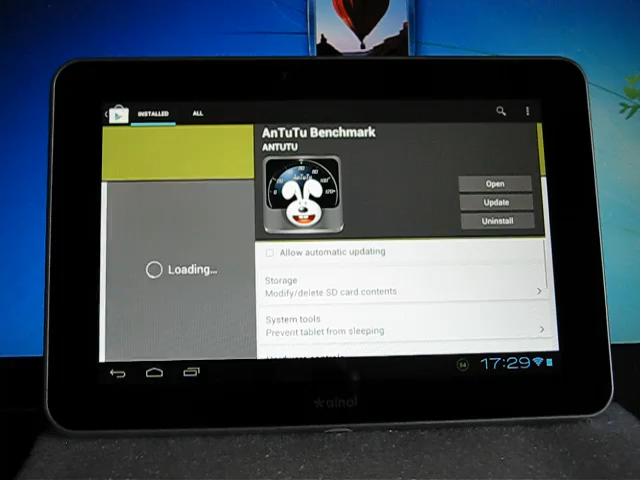 INSTALLED ALL
AnTuTu Benchmark
ANTUTU
Open
Update
Uninstall
Allow automatic updating
Loading...
Storage
Modify/delete SD card contents
System tools
Prevent tablet from sleeping
17:29
ainol